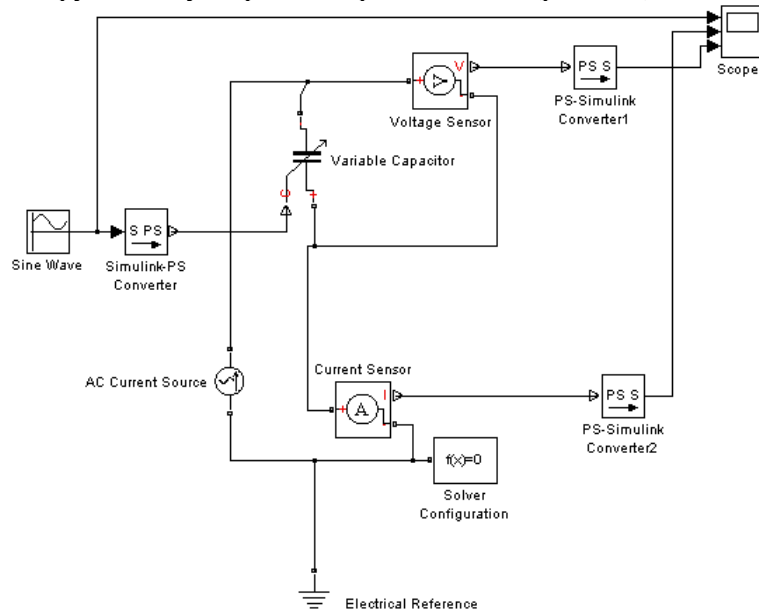 V
PS S
PS S
Scope
Voltage Sensor
PS-Simulink
Converter1
Variable Capacitor
C
+
S PS
Sine Wave
Simulink-PS
Converter
Current Sensor
AC Current Source
+
A
I
PS S
PS-Simulink
Converter2
f(x)=0
Solver
Configuration
Electrical Reference